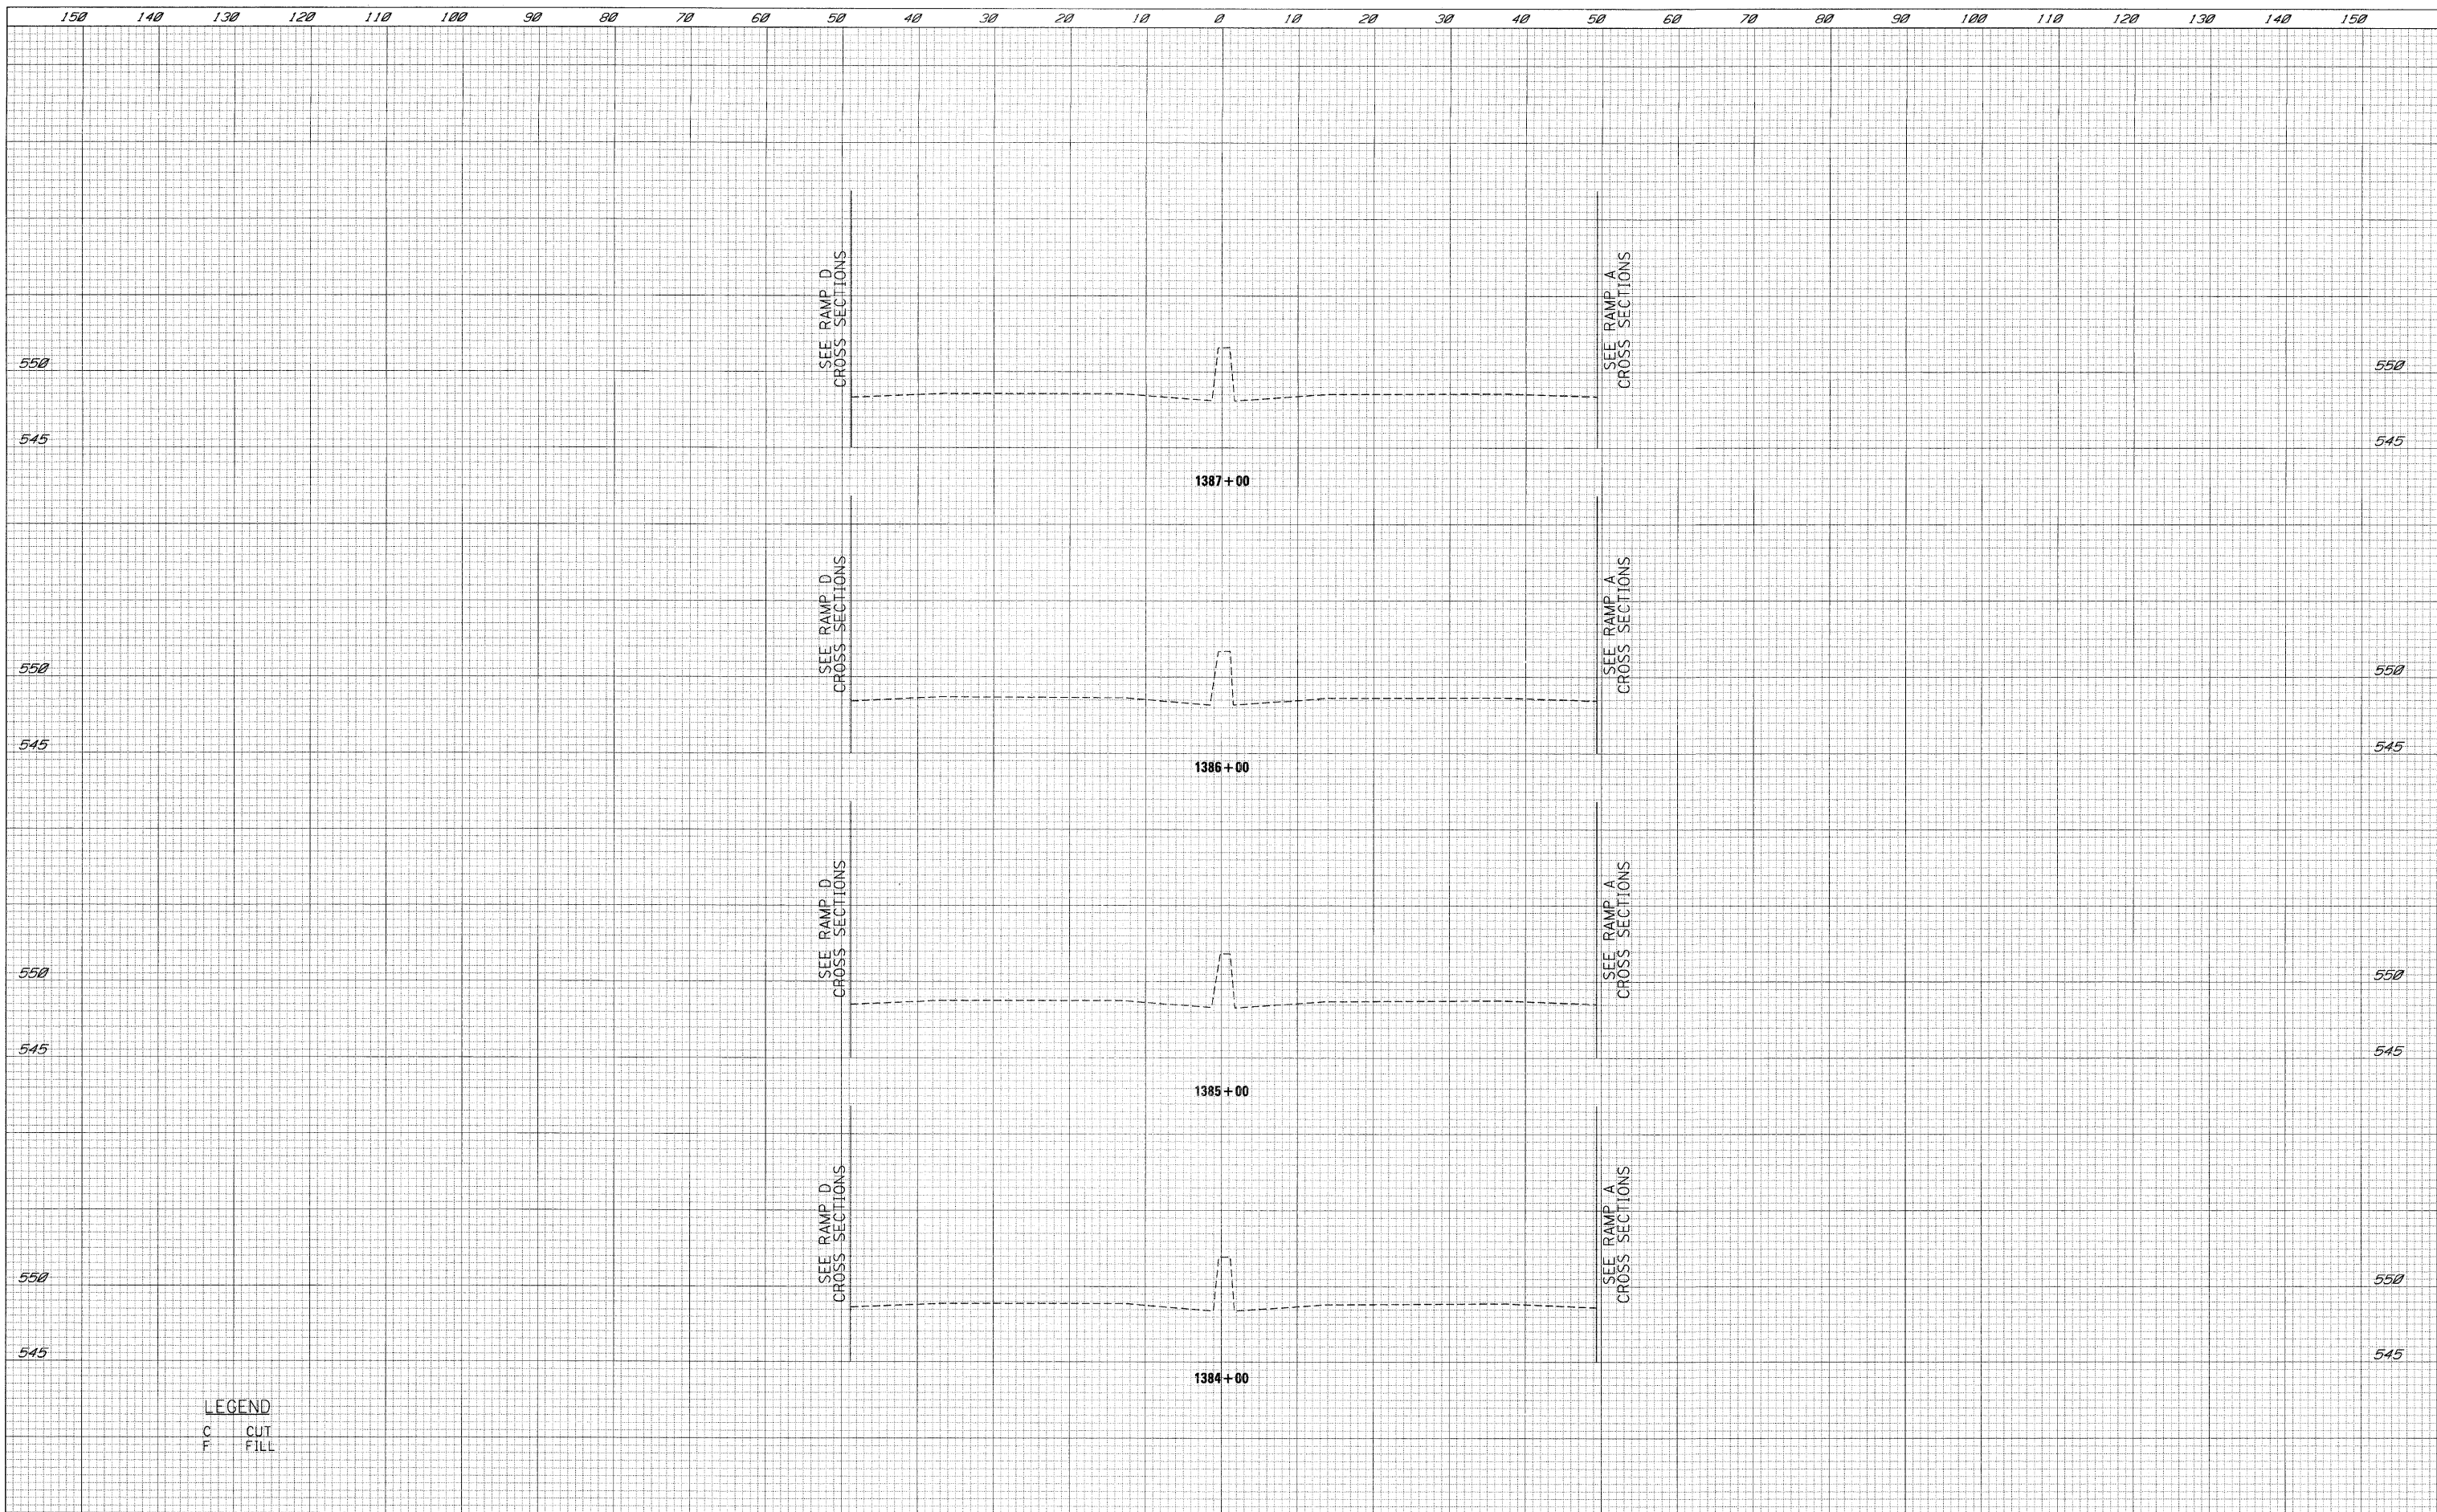 150 140 130 120 110 100 90 80 70 60 50 40 30 20 10 0 10 20 30 40 50 60 70 80 90 100 110 120 130 140 150
SEE RAMP D
CROSS SECTIONS
SEE RAMP A
CROSS SECTIONS
550 550
545 545
1387+00
SEE RAMP D
CROSS SECTIONS
SEE RAMP A
CROSS SECTIONS
550 550
545 545
1386+00
SEE RAMP D
CROSS SECTIONS
SEE RAMP A
CROSS SECTIONS
550 550
545 545
1385+00
SEE RAMP D
CROSS SECTIONS
SEE RAMP A
CROSS SECTIONS
550 550
545 545
1384+00
LEGEND
C CUT
F FILL